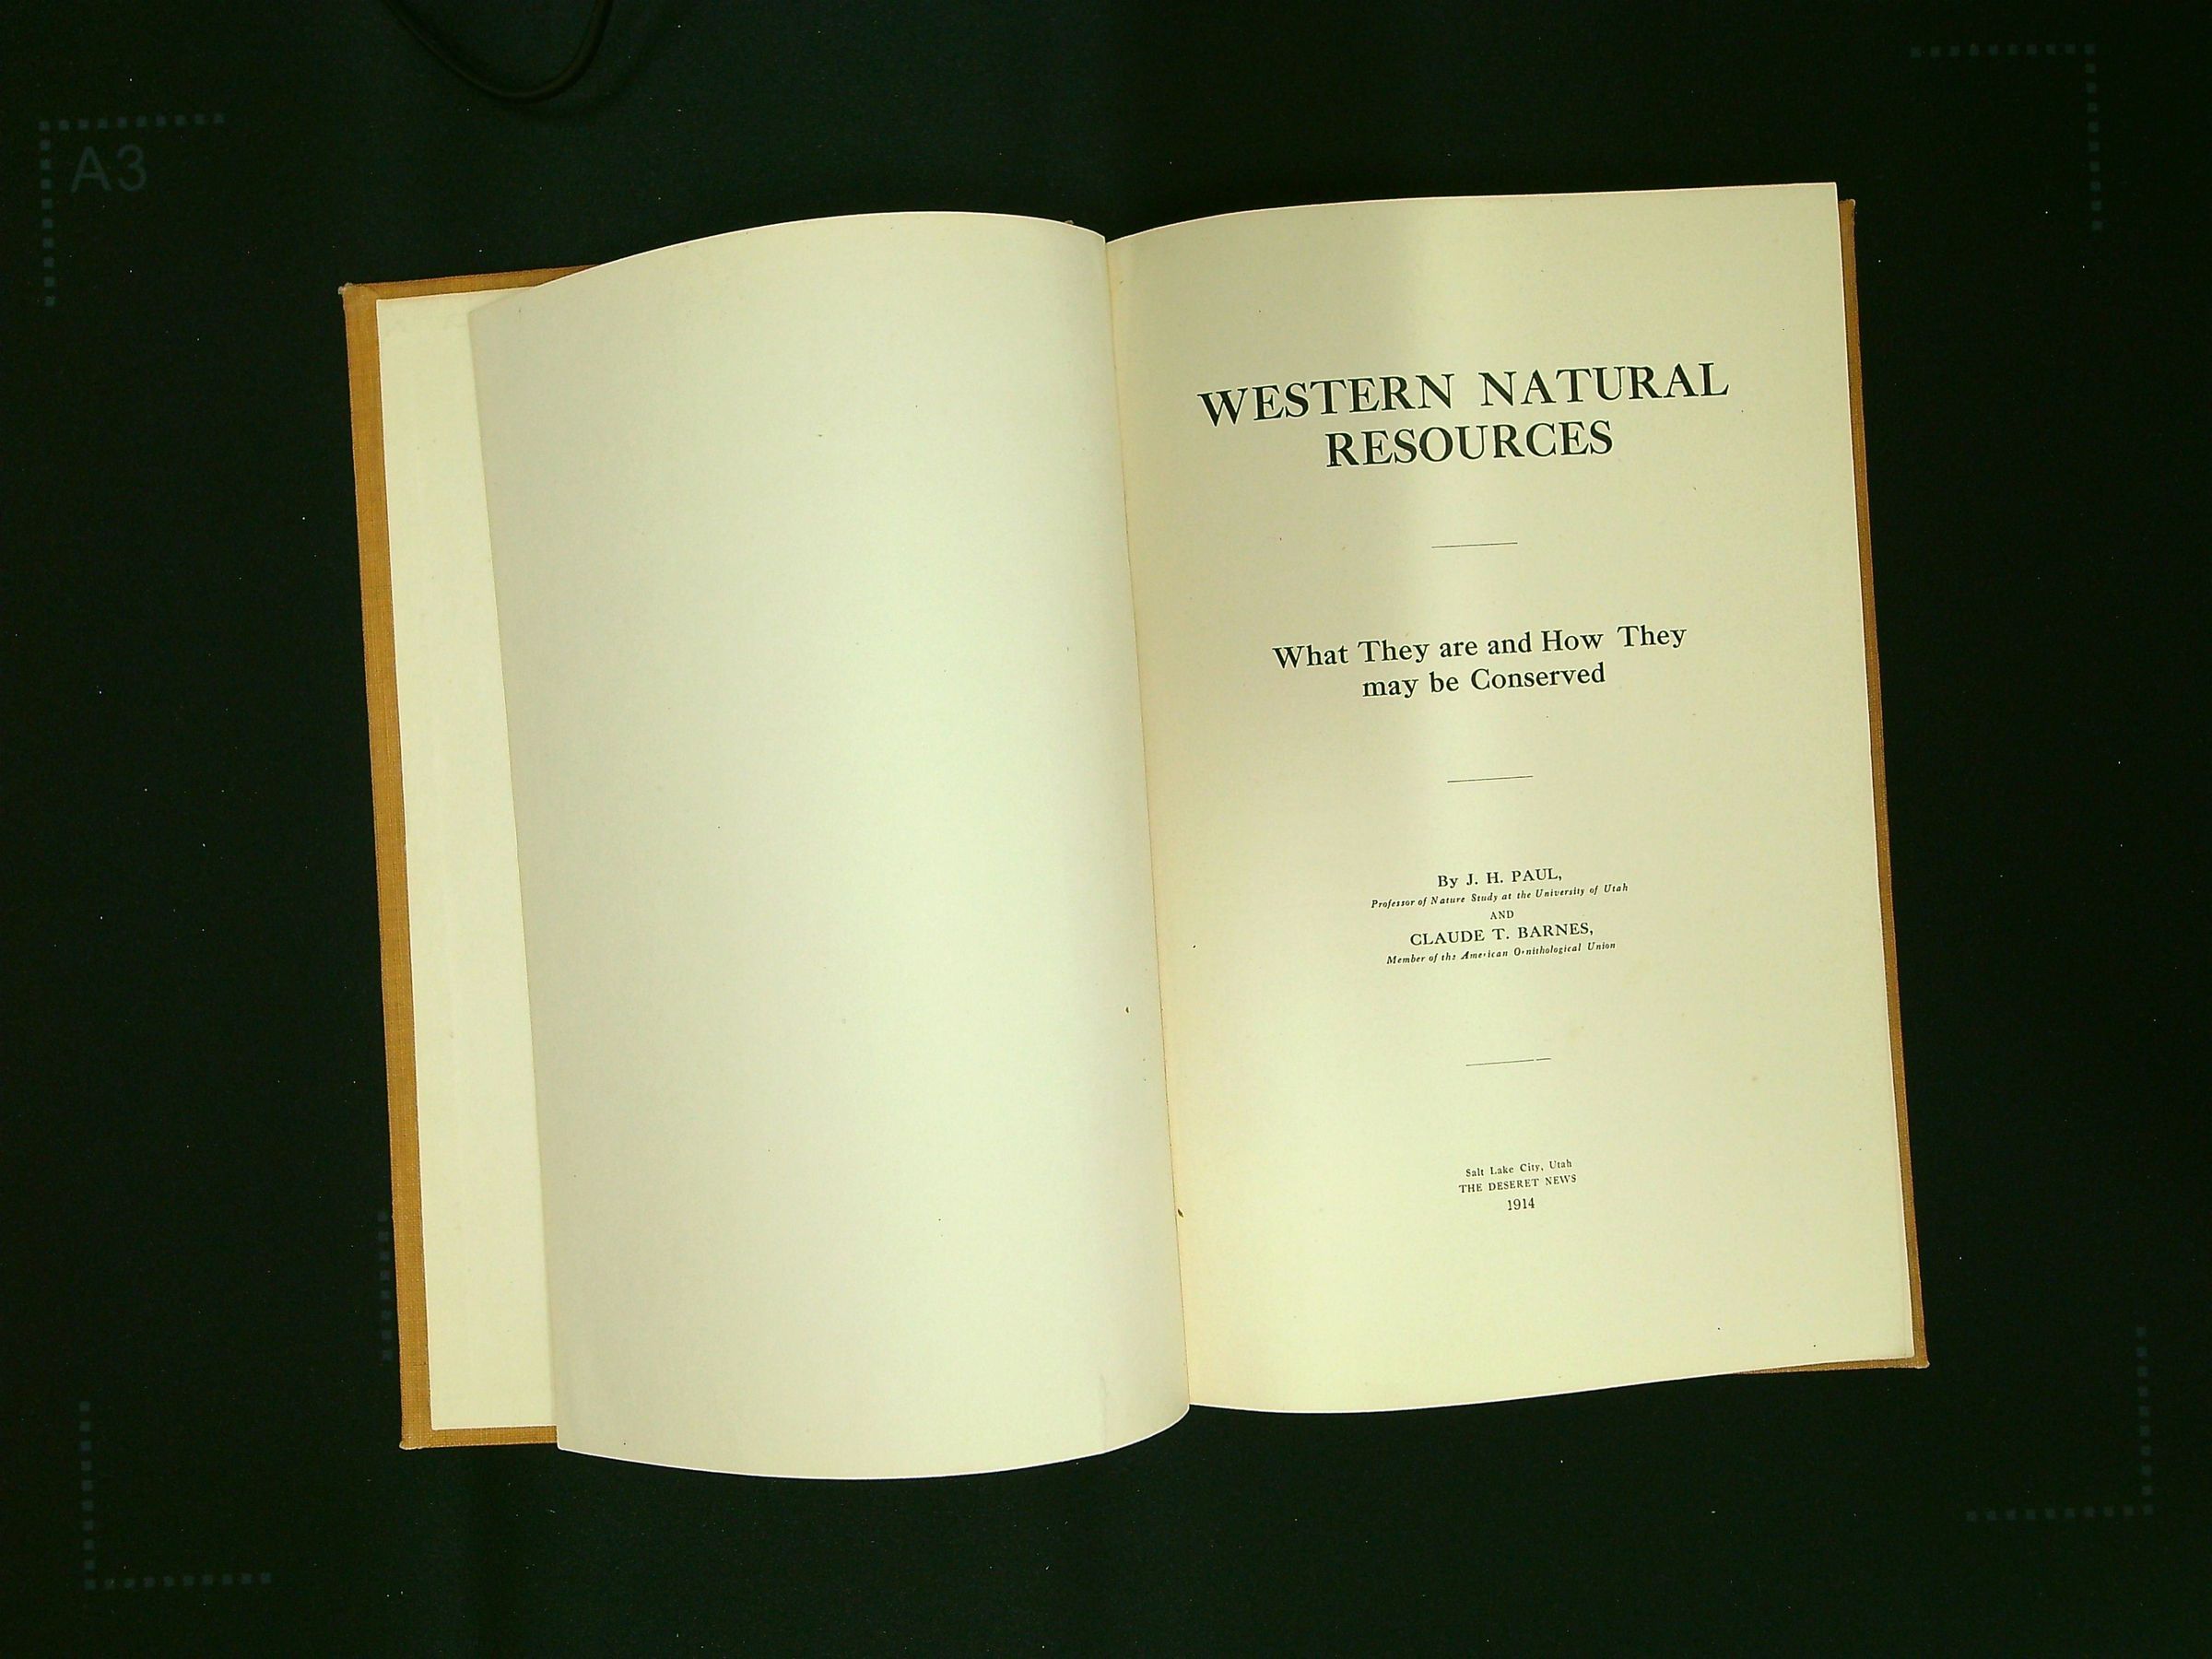 A3
WESTERN NATURAL
RESOURCES
What They are and How They
may be Conserved
By J. H. PAUL,
Professor of Nature Study at the University of Utah
AND
CLAUDE T. BARNES,
Member of the American Ornithological Union
Salt Lake City, Utah
THE DESERET NEWS
1914